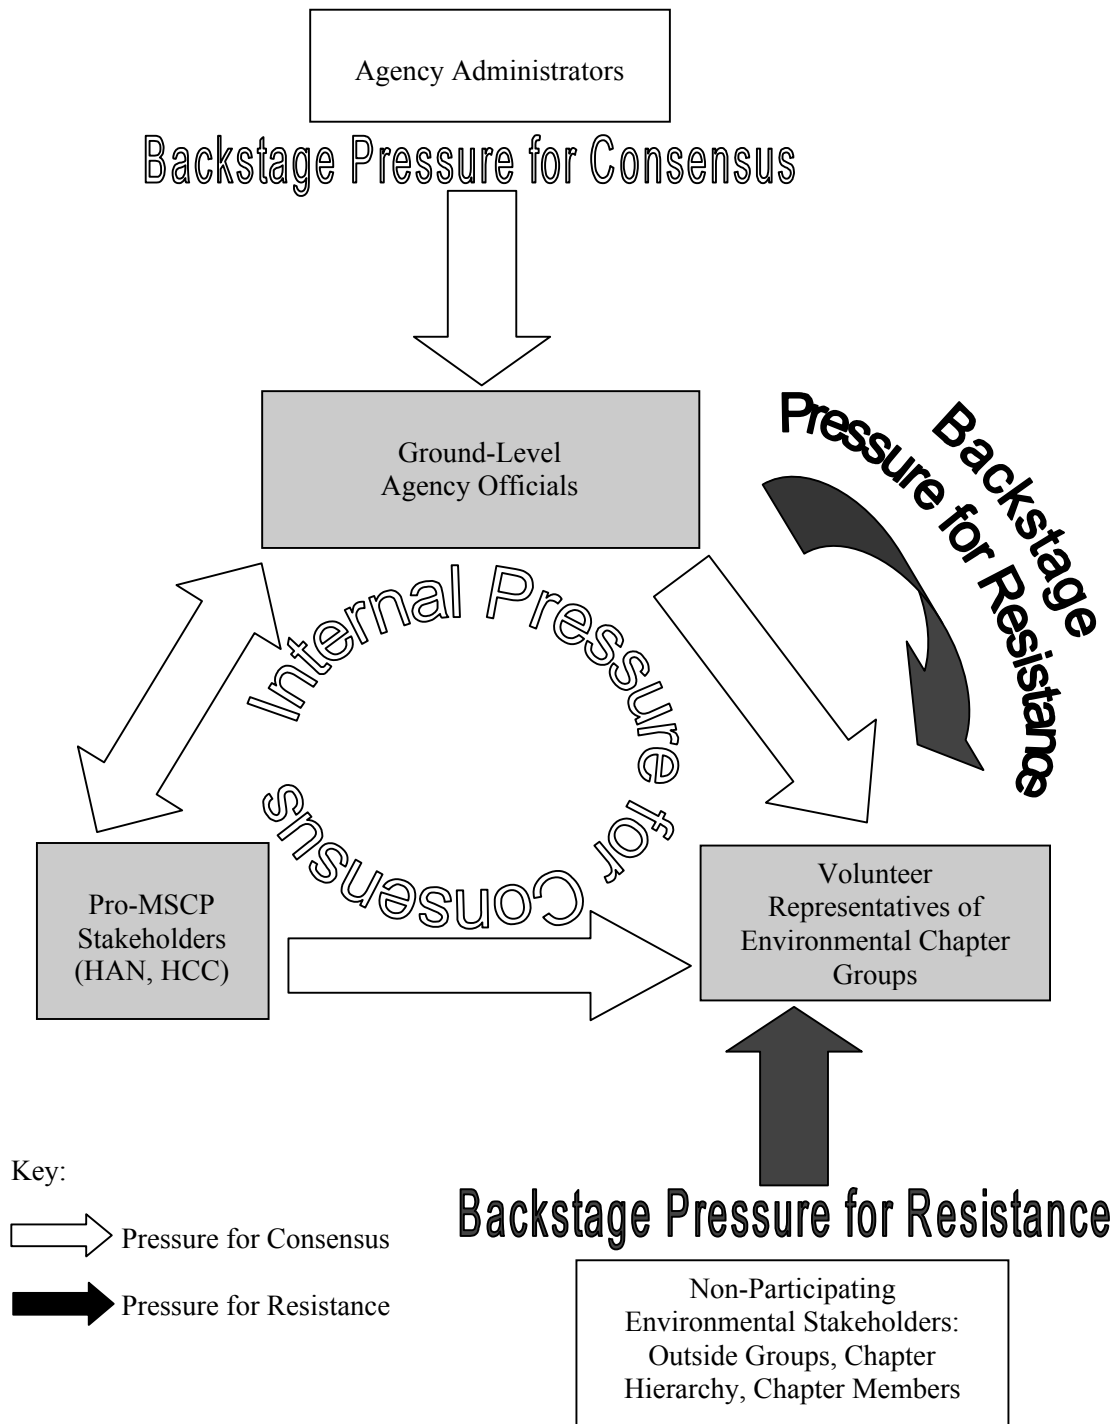 Agency Administrators
Backstage Pressure for Consensus
Ground-Level
Agency Officials
Backstage
Pressure for Resistance
Internal Pressure for Consensus
Pro-MSCP
Stakeholders
(HAN, HCC)
Volunteer
Representatives of
Environmental Chapter
Groups
Key:
Pressure for Consensus
Pressure for Resistance
Backstage Pressure for Resistance
Non-Participating
Environmental Stakeholders:
Outside Groups, Chapter
Hierarchy, Chapter Members